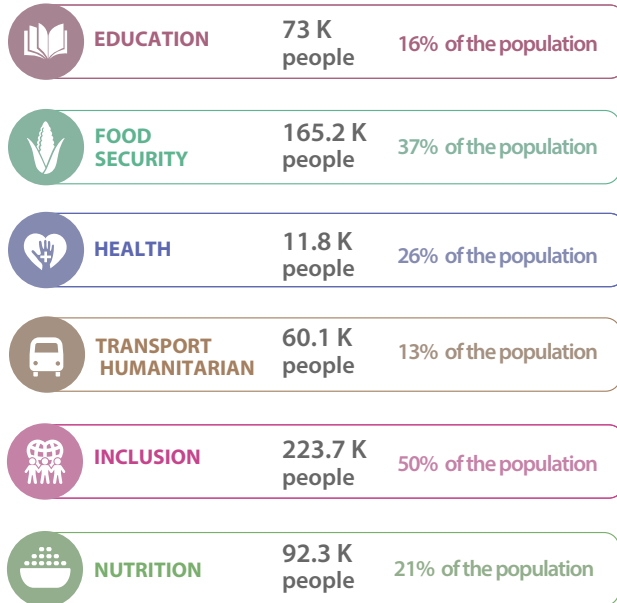 EDUCATION
73 K
people
16% of the population
FOOD
SECURITY
165.2 K
people
37% of the population
HEALTH
11.8 K
people
26% of the population
TRANSPORT
HUMANITARIAN
60.1 K
people
13% of the population
INCLUSION
223.7 K
people
50% of the population
NUTRITION
92.3 K
people
21% of the population